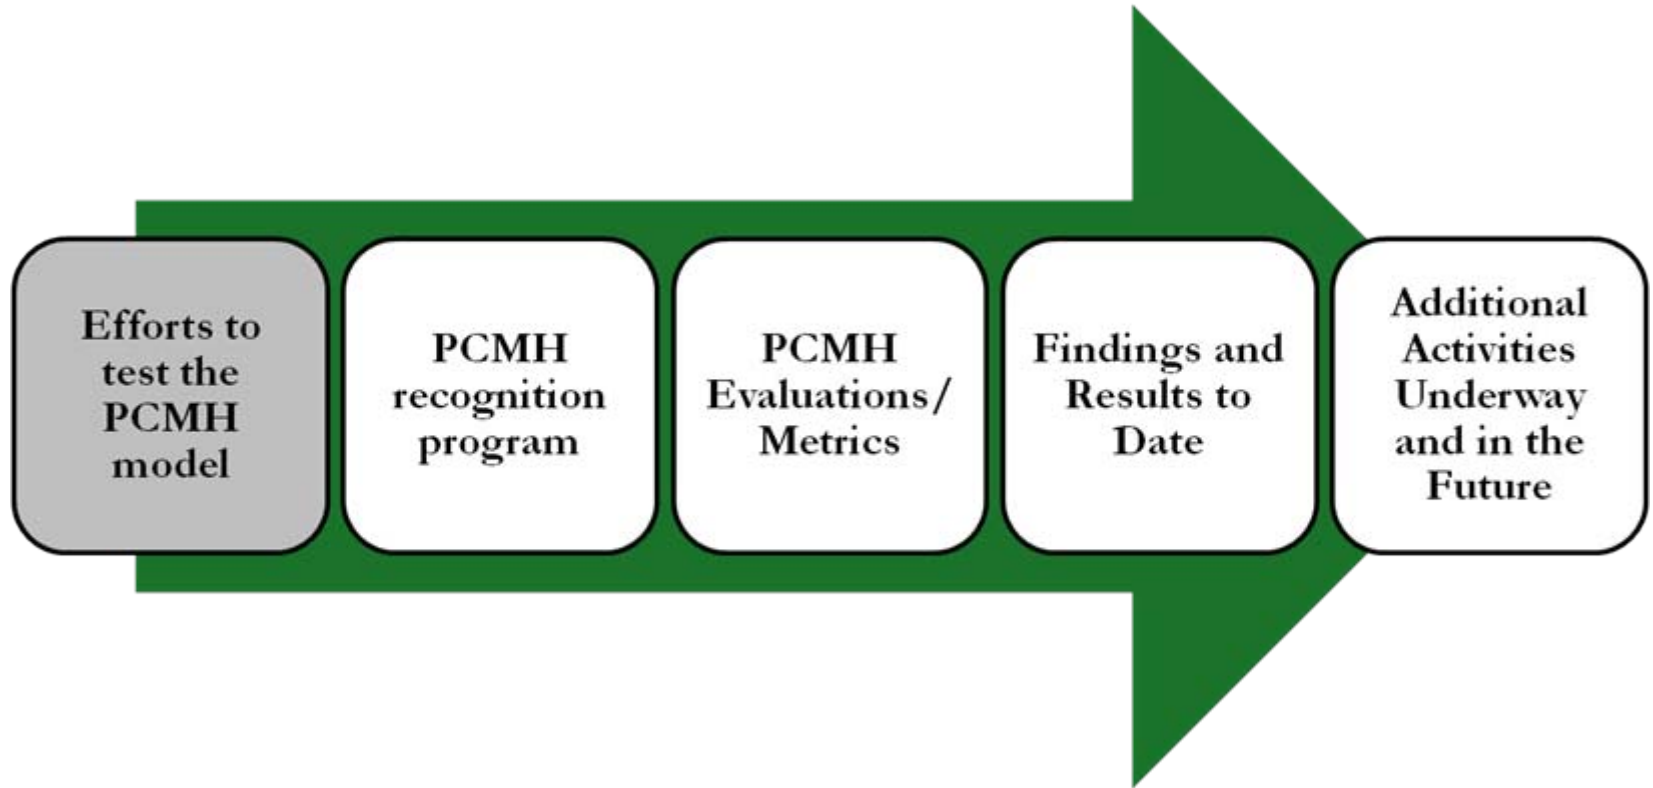 Efforts to
test the
PCMH
model
PCMH
recognition
program
PCMH
Evaluations/
Metrics
Findings and
Results to
Date
Additional
Activities
Underway
and in the
Future